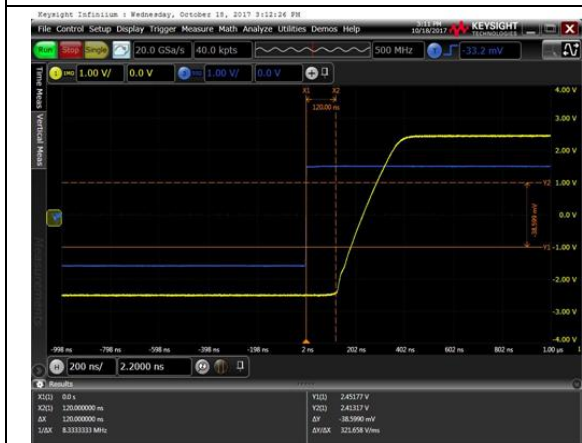 Keysight Infiniium : Wednesday, October 18, 2017 3:12:26 PM
File Control Setup Display Trigger Measure Math Analyze Utilities Demos Help 3:11 PM 10/18/2017 KEYSIGHT TECHNOLOGIES
Run Stop Single 20.0 GSa/s 40.0 kpts 500 MHz T -33.2 mV
1 1.00 V/ 0.0 V 3 1.00 V/ 0.0 V
Time Meas
Vertical Meas
Measurements
X1 X2
120.00 ns
4.00 V
3.00 V
2.00 V
Y2 1.00 V
0.0 V
-38.599 mV
Y1 -1.00 V
-2.00 V
-3.00 V
-4.00 V
-998 ns -798 ns -598 ns -398 ns -198 ns 2 ns 202 ns 402 ns 602 ns 802 ns 1.00 µs
H 200 ns/ 2.2000 ns
Results
X1(1) 0.0 s Y1(1) 2.45177 V
X2(1) 120.000000 ns Y2(1) 2.41317 V
ΔX 120.000000 ns ΔY -38.5990 mV
1/ΔX 8.3333333 MHz ΔY/ΔX 321.658 V/ms